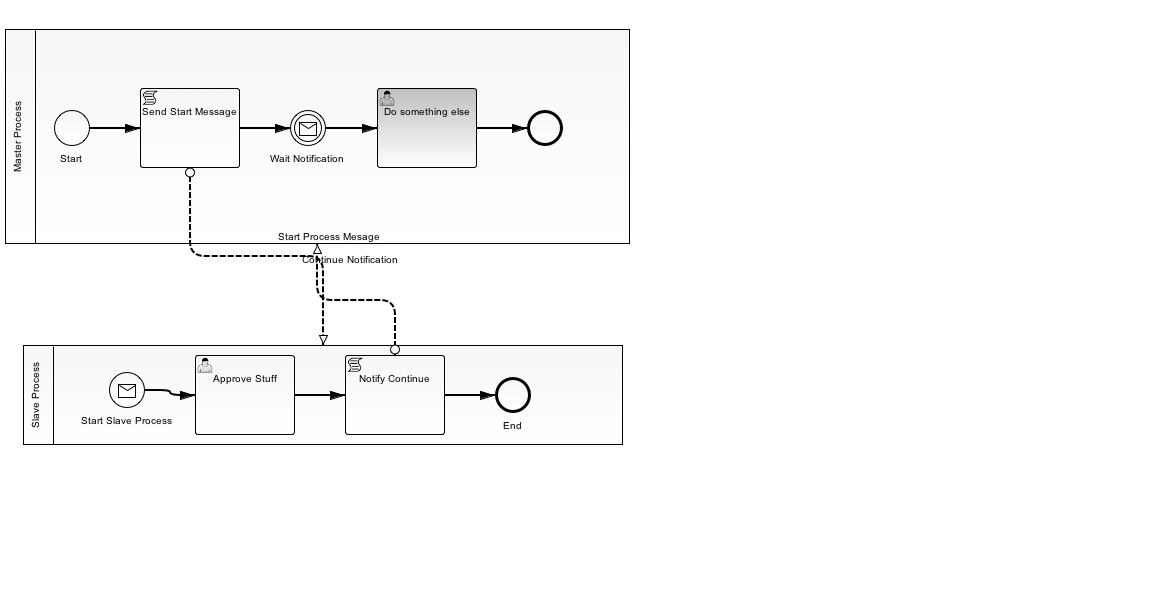 Master Process
Send Start Message
Do something else
Start
Wait Notification
Start Process Mesage
Continue Notification
Slave Process
Approve Stuff
Notify Continue
Start Slave Process
End